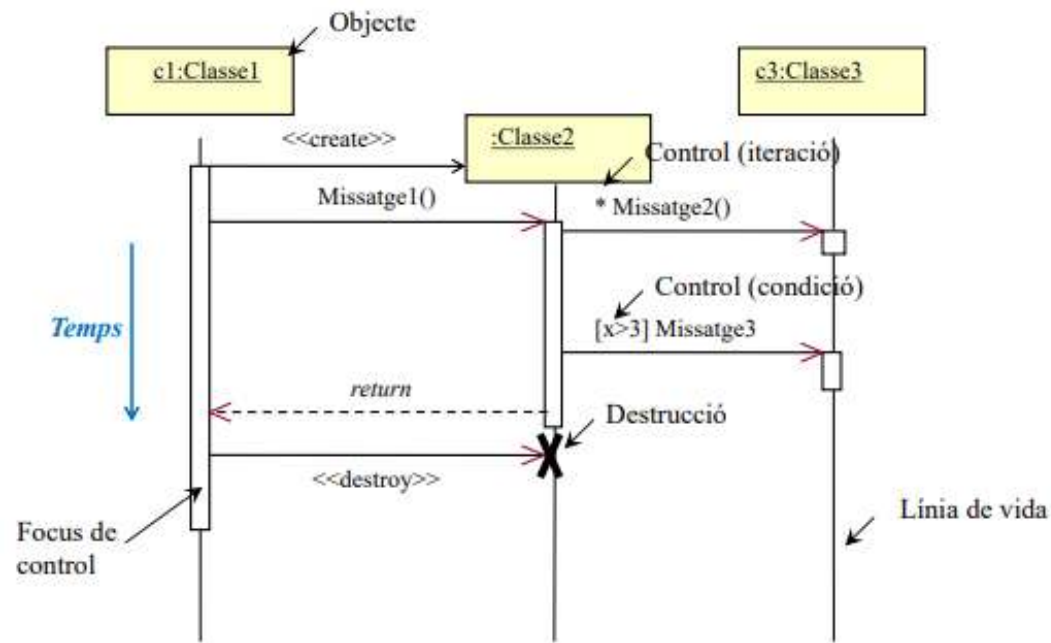 Objecte
c1:Classe1
c3:Classe3
<<create>>
:Classe2
Control (iteració)
Missatge1()
* Missatge2()
Control (condició)
Temps
[x>3] Missatge3
return
Destrucció
<<destroy>>
Línia de vida
Focus de
control